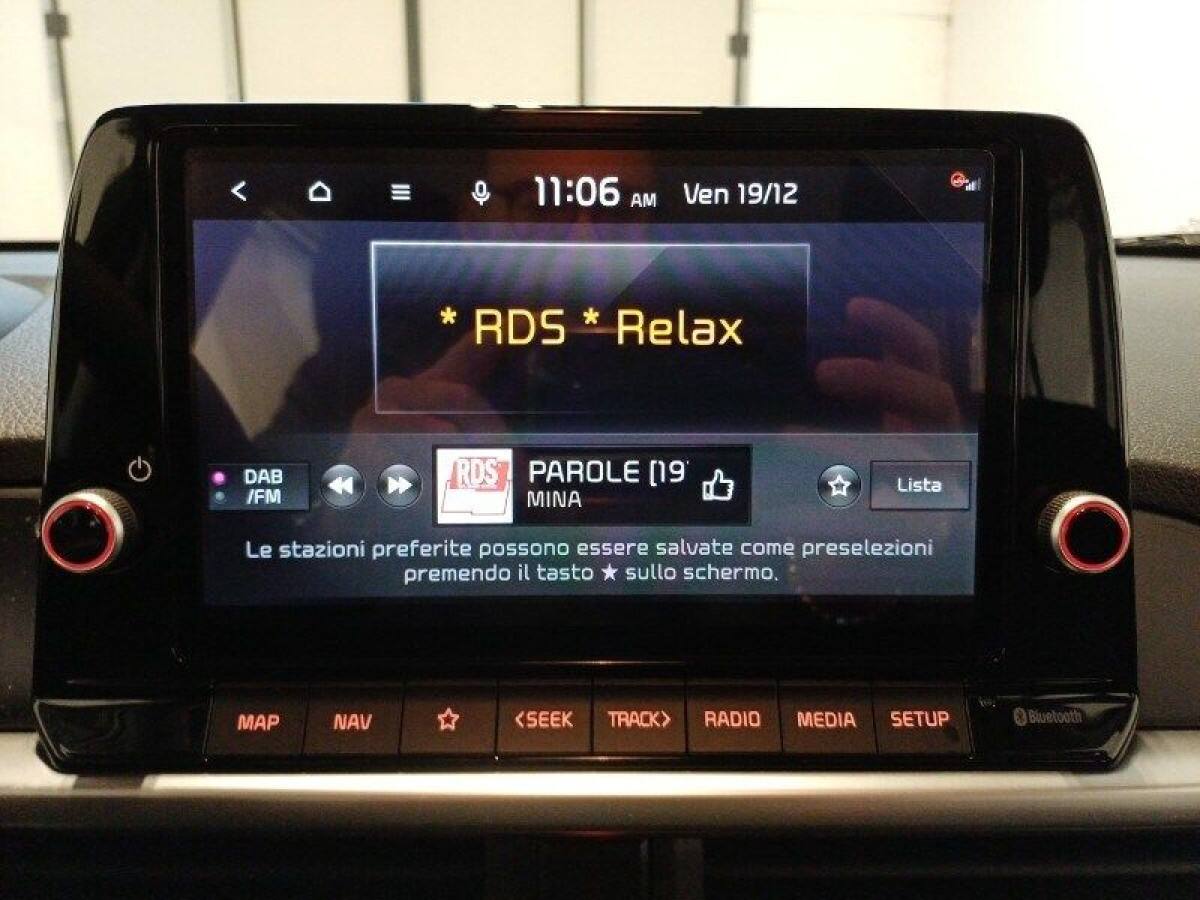 11:06 AM Ven 19/12
* RDS * Relax
DAB
/FM
RDS
PAROLE [19
MINA
Lista
Le stazioni preferite possono essere salvate come preselezioni
premendo il tasto ★ sullo schermo.
MAP NAV ☆ <SEEK TRACK> RADIO MEDIA SETUP
Bluetooth